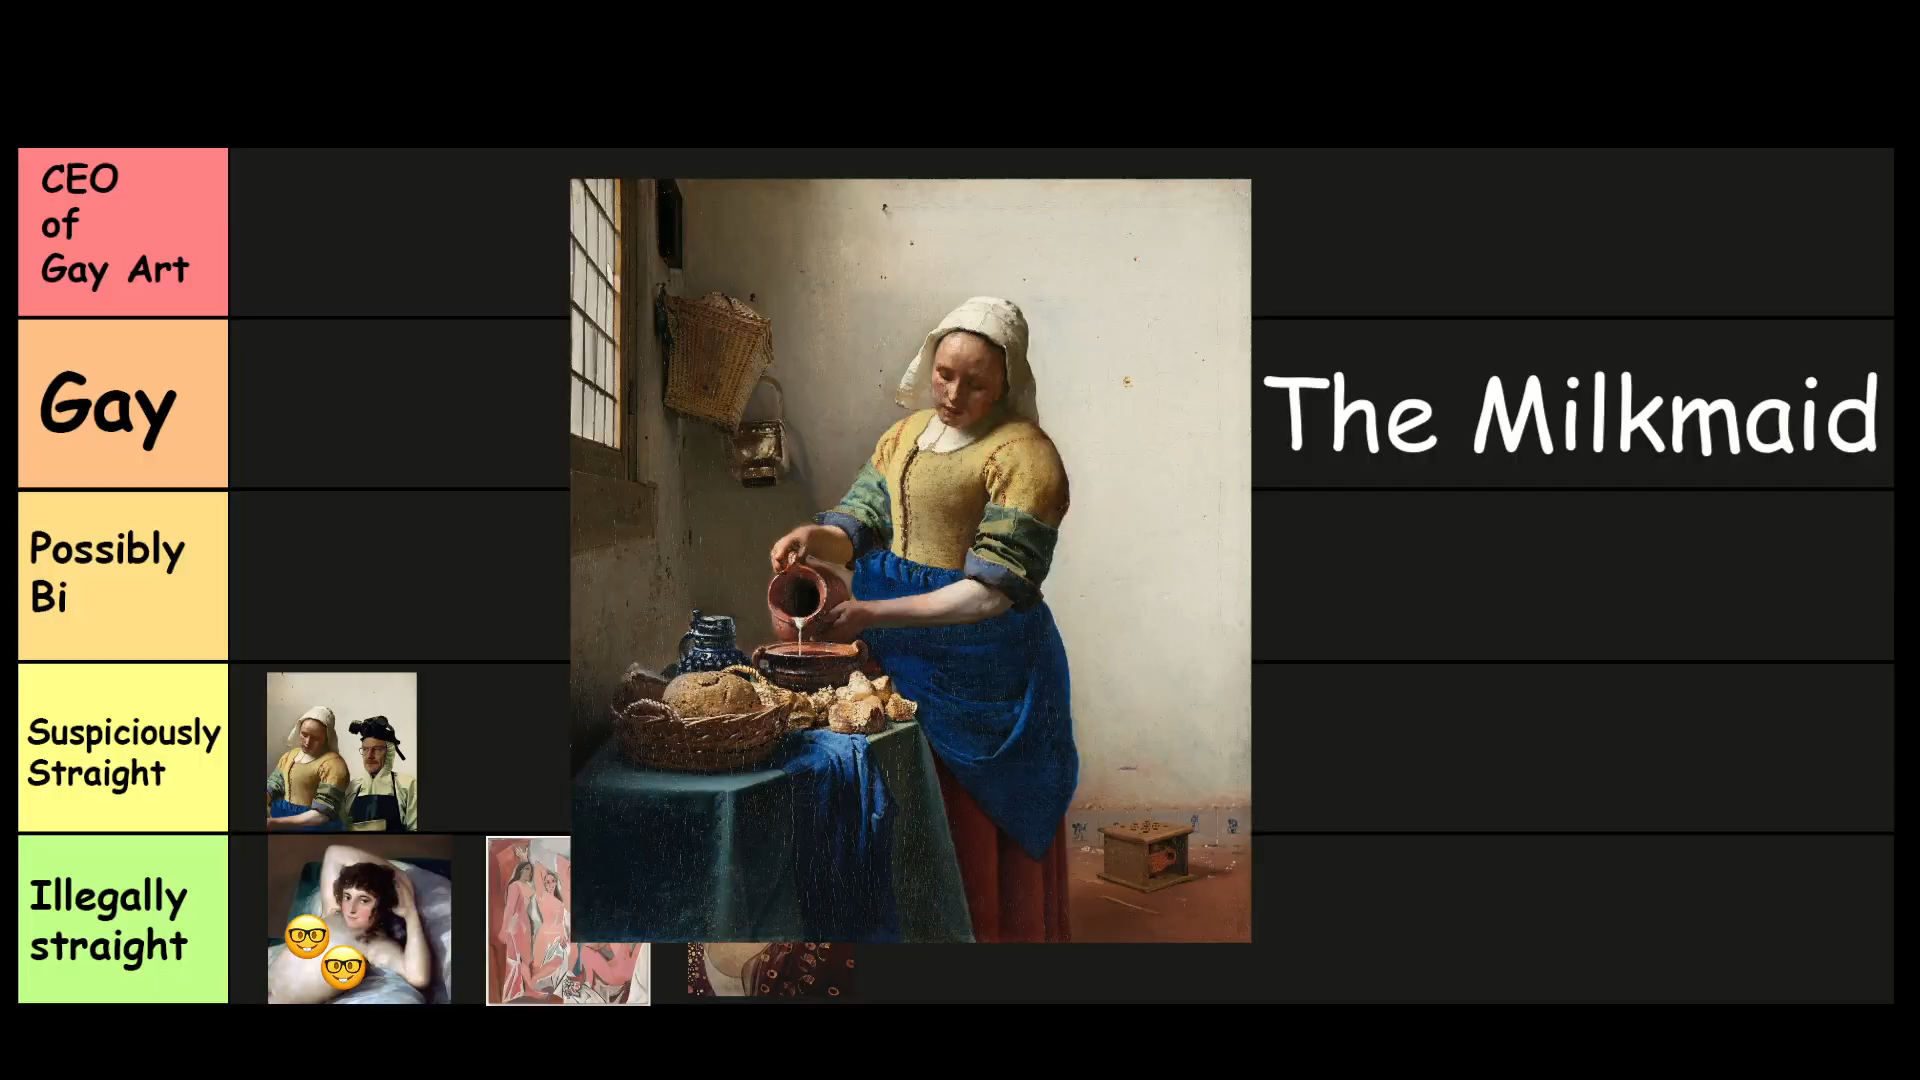 CEO
of
Gay Art
Gay
The Milkmaid
Possibly
Bi
Suspiciously
Straight
Illegally
straight